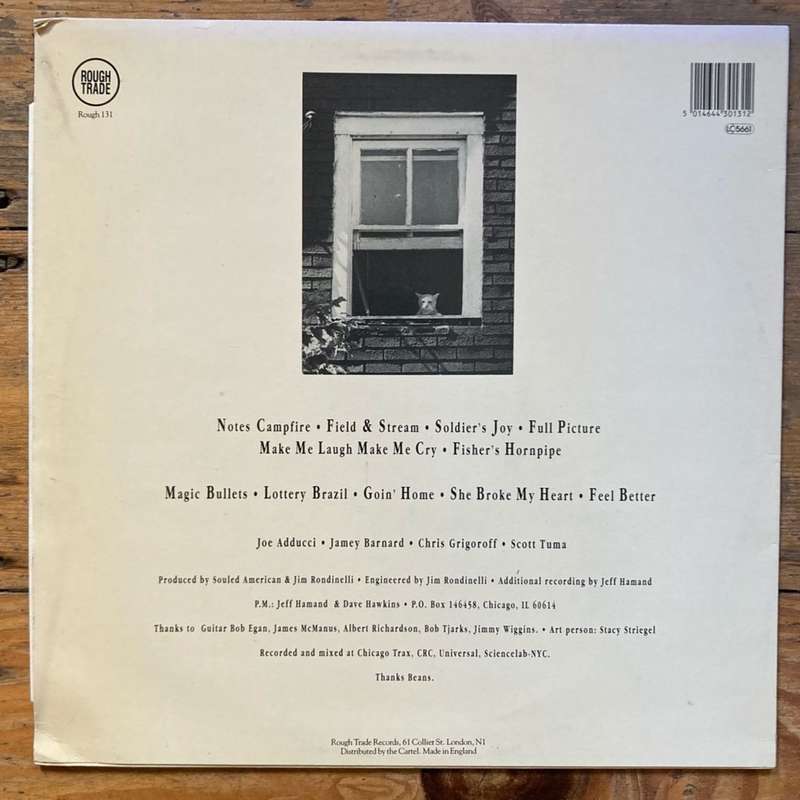 ROUGH
TRADE
Rough 131
5 014644 301312
LC 5661
Notes Campfire • Field & Stream • Soldier's Joy • Full Picture
Make Me Laugh Make Me Cry • Fisher's Hornpipe
Magic Bullets • Lottery Brazil • Goin' Home • She Broke My Heart • Feel Better
Joe Adducci • Jamey Barnard • Chris Grigoroff • Scott Tuma
Produced by Souled American & Jim Rondinelli • Engineered by Jim Rondinelli • Additional recording by Jeff Hamand
P.M.: Jeff Hamand & Dave Hawkins • P.O. Box 146458, Chicago, IL 60614
Thanks to Guitar Bob Egan, James McManus, Albert Richardson, Bob Tjarks, Jimmy Wiggins. • Art person: Stacy Striegel
Recorded and mixed at Chicago Trax, CRC, Universal, Sciencelab-NYC.
Thanks Beans.
Rough Trade Records, 61 Collier St. London, N1
Distributed by the Cartel. Made in England